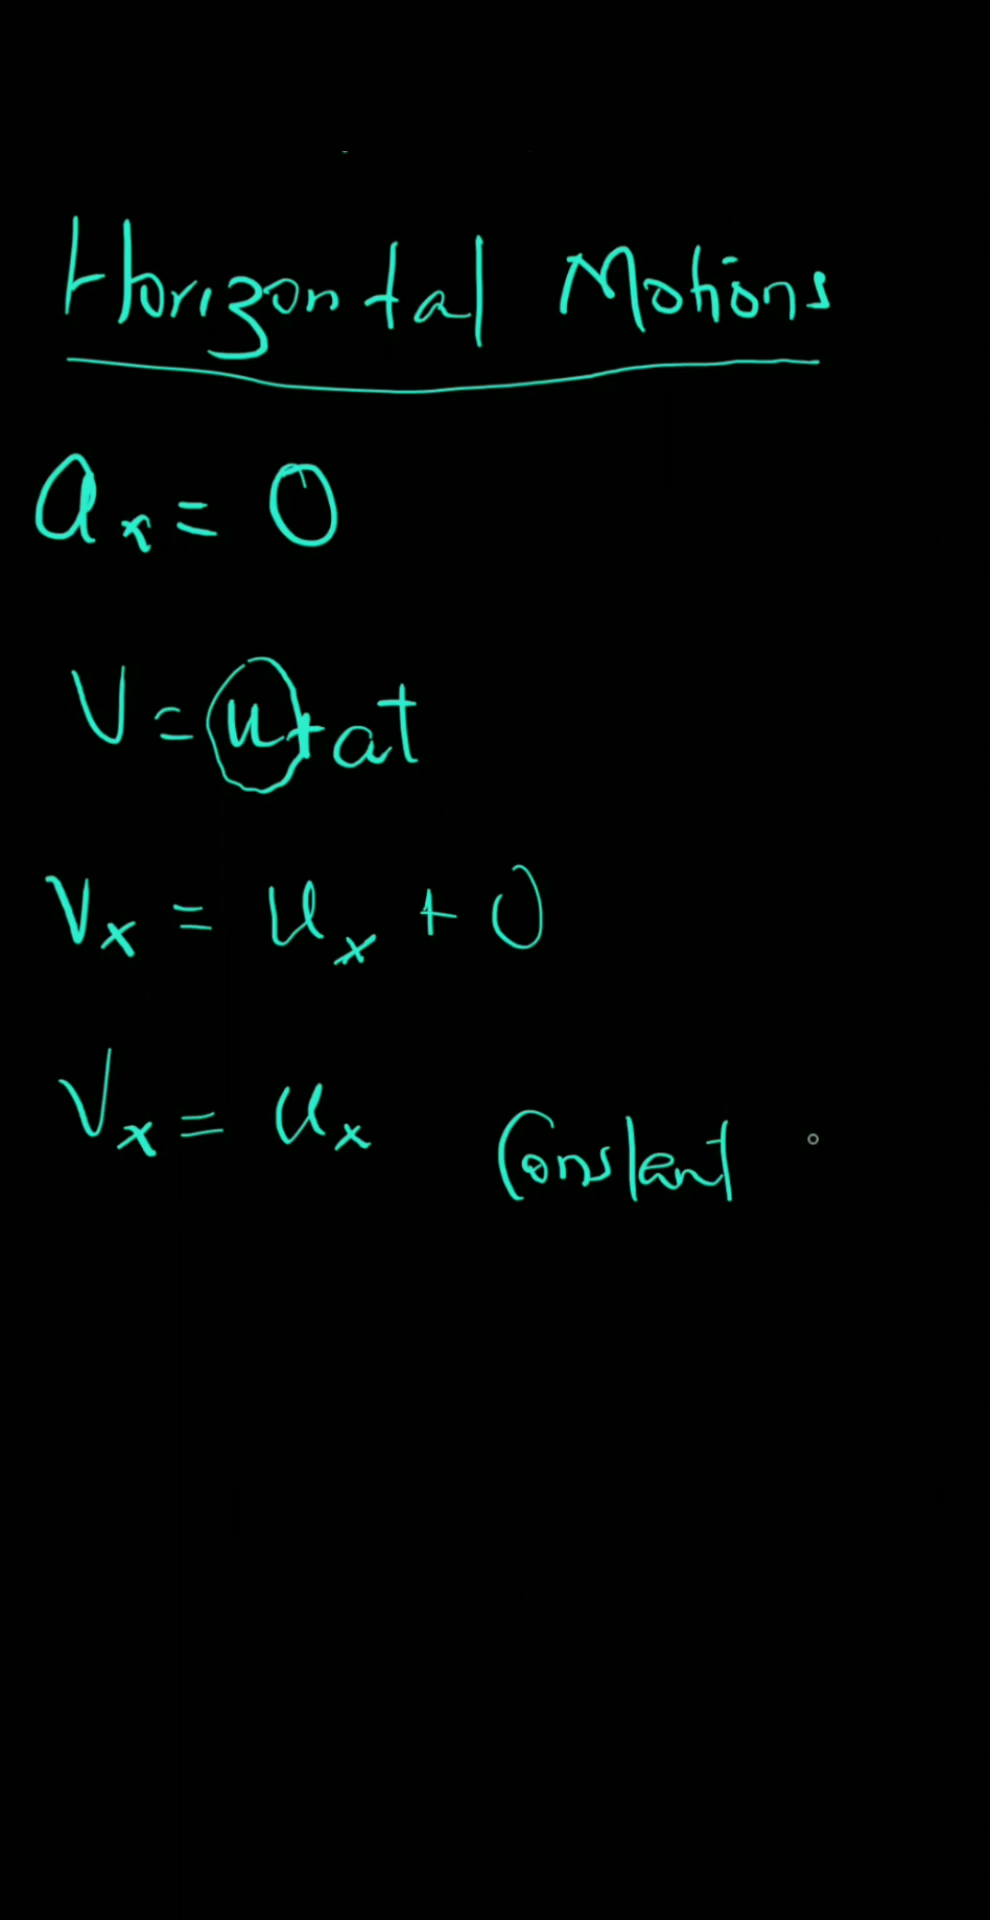 Horizontal Motions
ax = 0
V = u + at
Vx = ux + 0
Vx = ux Constant